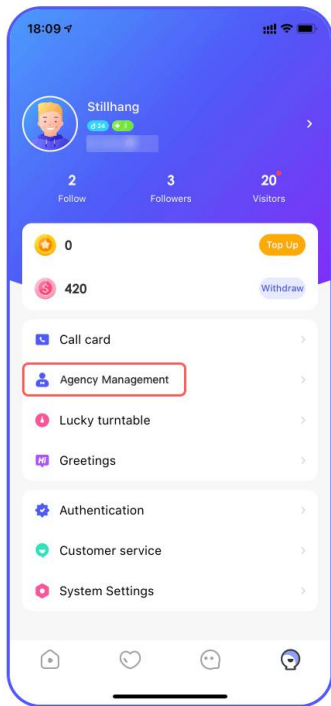 18:09
Stillhang
24
2
Follow
3
Followers
20
Visitors
0
Top Up
420
Withdraw
Call card
Agency Management
Lucky turntable
Hi
Greetings
Authentication
Customer service
System Settings